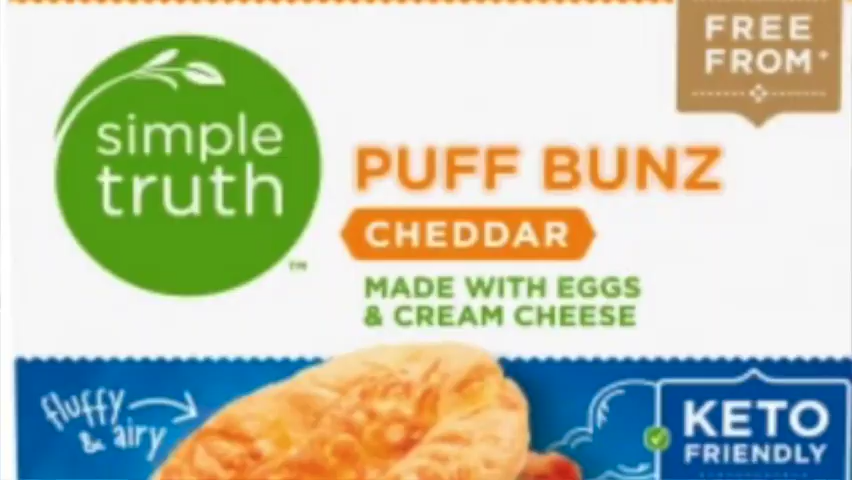 FREE
FROM*
simple
truth
™
PUFF BUNZ
CHEDDAR
MADE WITH EGGS
& CREAM CHEESE
fluffy
& airy
KETO
FRIENDLY